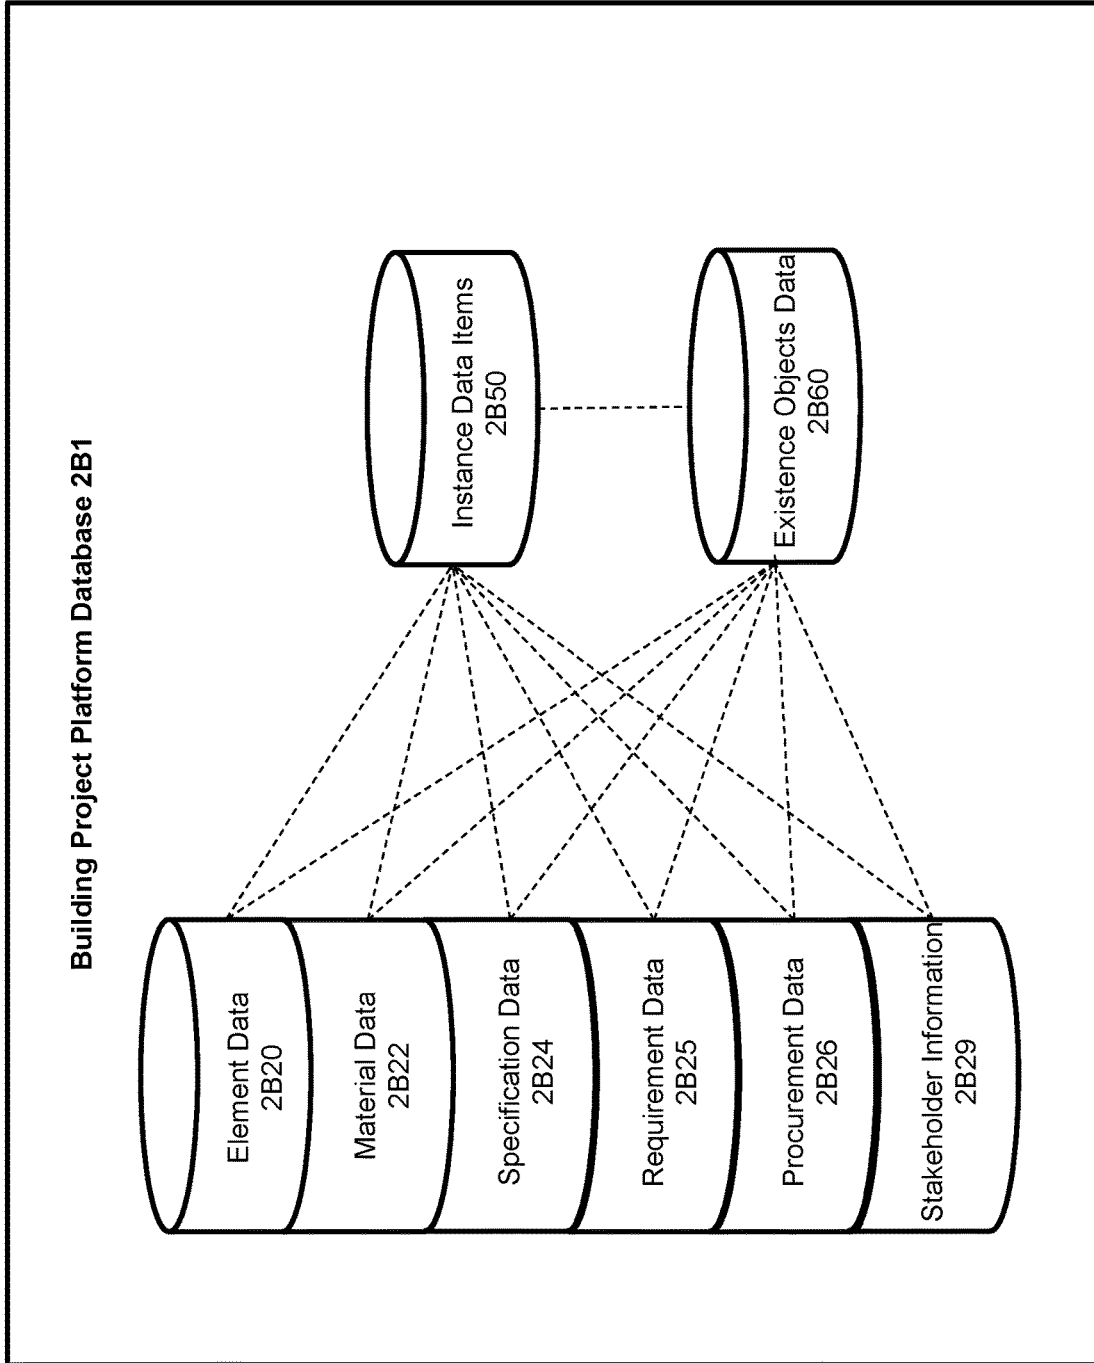 Building Project Platform Database 2B1
Element Data
2B20
Material Data
2B22
Specification Data
2B24
Requirement Data
2B25
Procurement Data
2B26
Stakeholder Information
2B29
Instance Data Items
2B50
Existence Objects Data
2B60